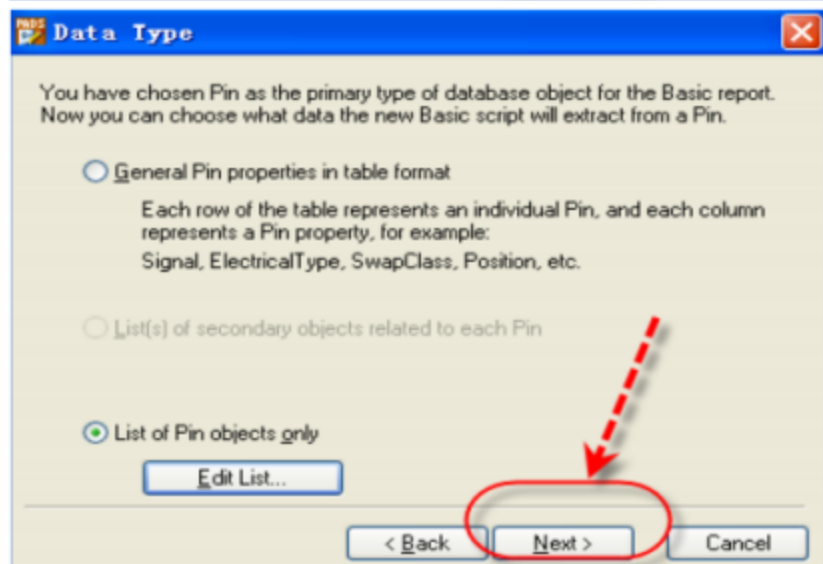 PADS
Data Type
You have chosen Pin as the primary type of database object for the Basic report.
Now you can choose what data the new Basic script will extract from a Pin.
General Pin properties in table format
Each row of the table represents an individual Pin, and each column
represents a Pin property, for example:
Signal, ElectricalType, SwapClass, Position, etc.
List(s) of secondary objects related to each Pin
List of Pin objects only
Edit List...
< Back
Next >
Cancel